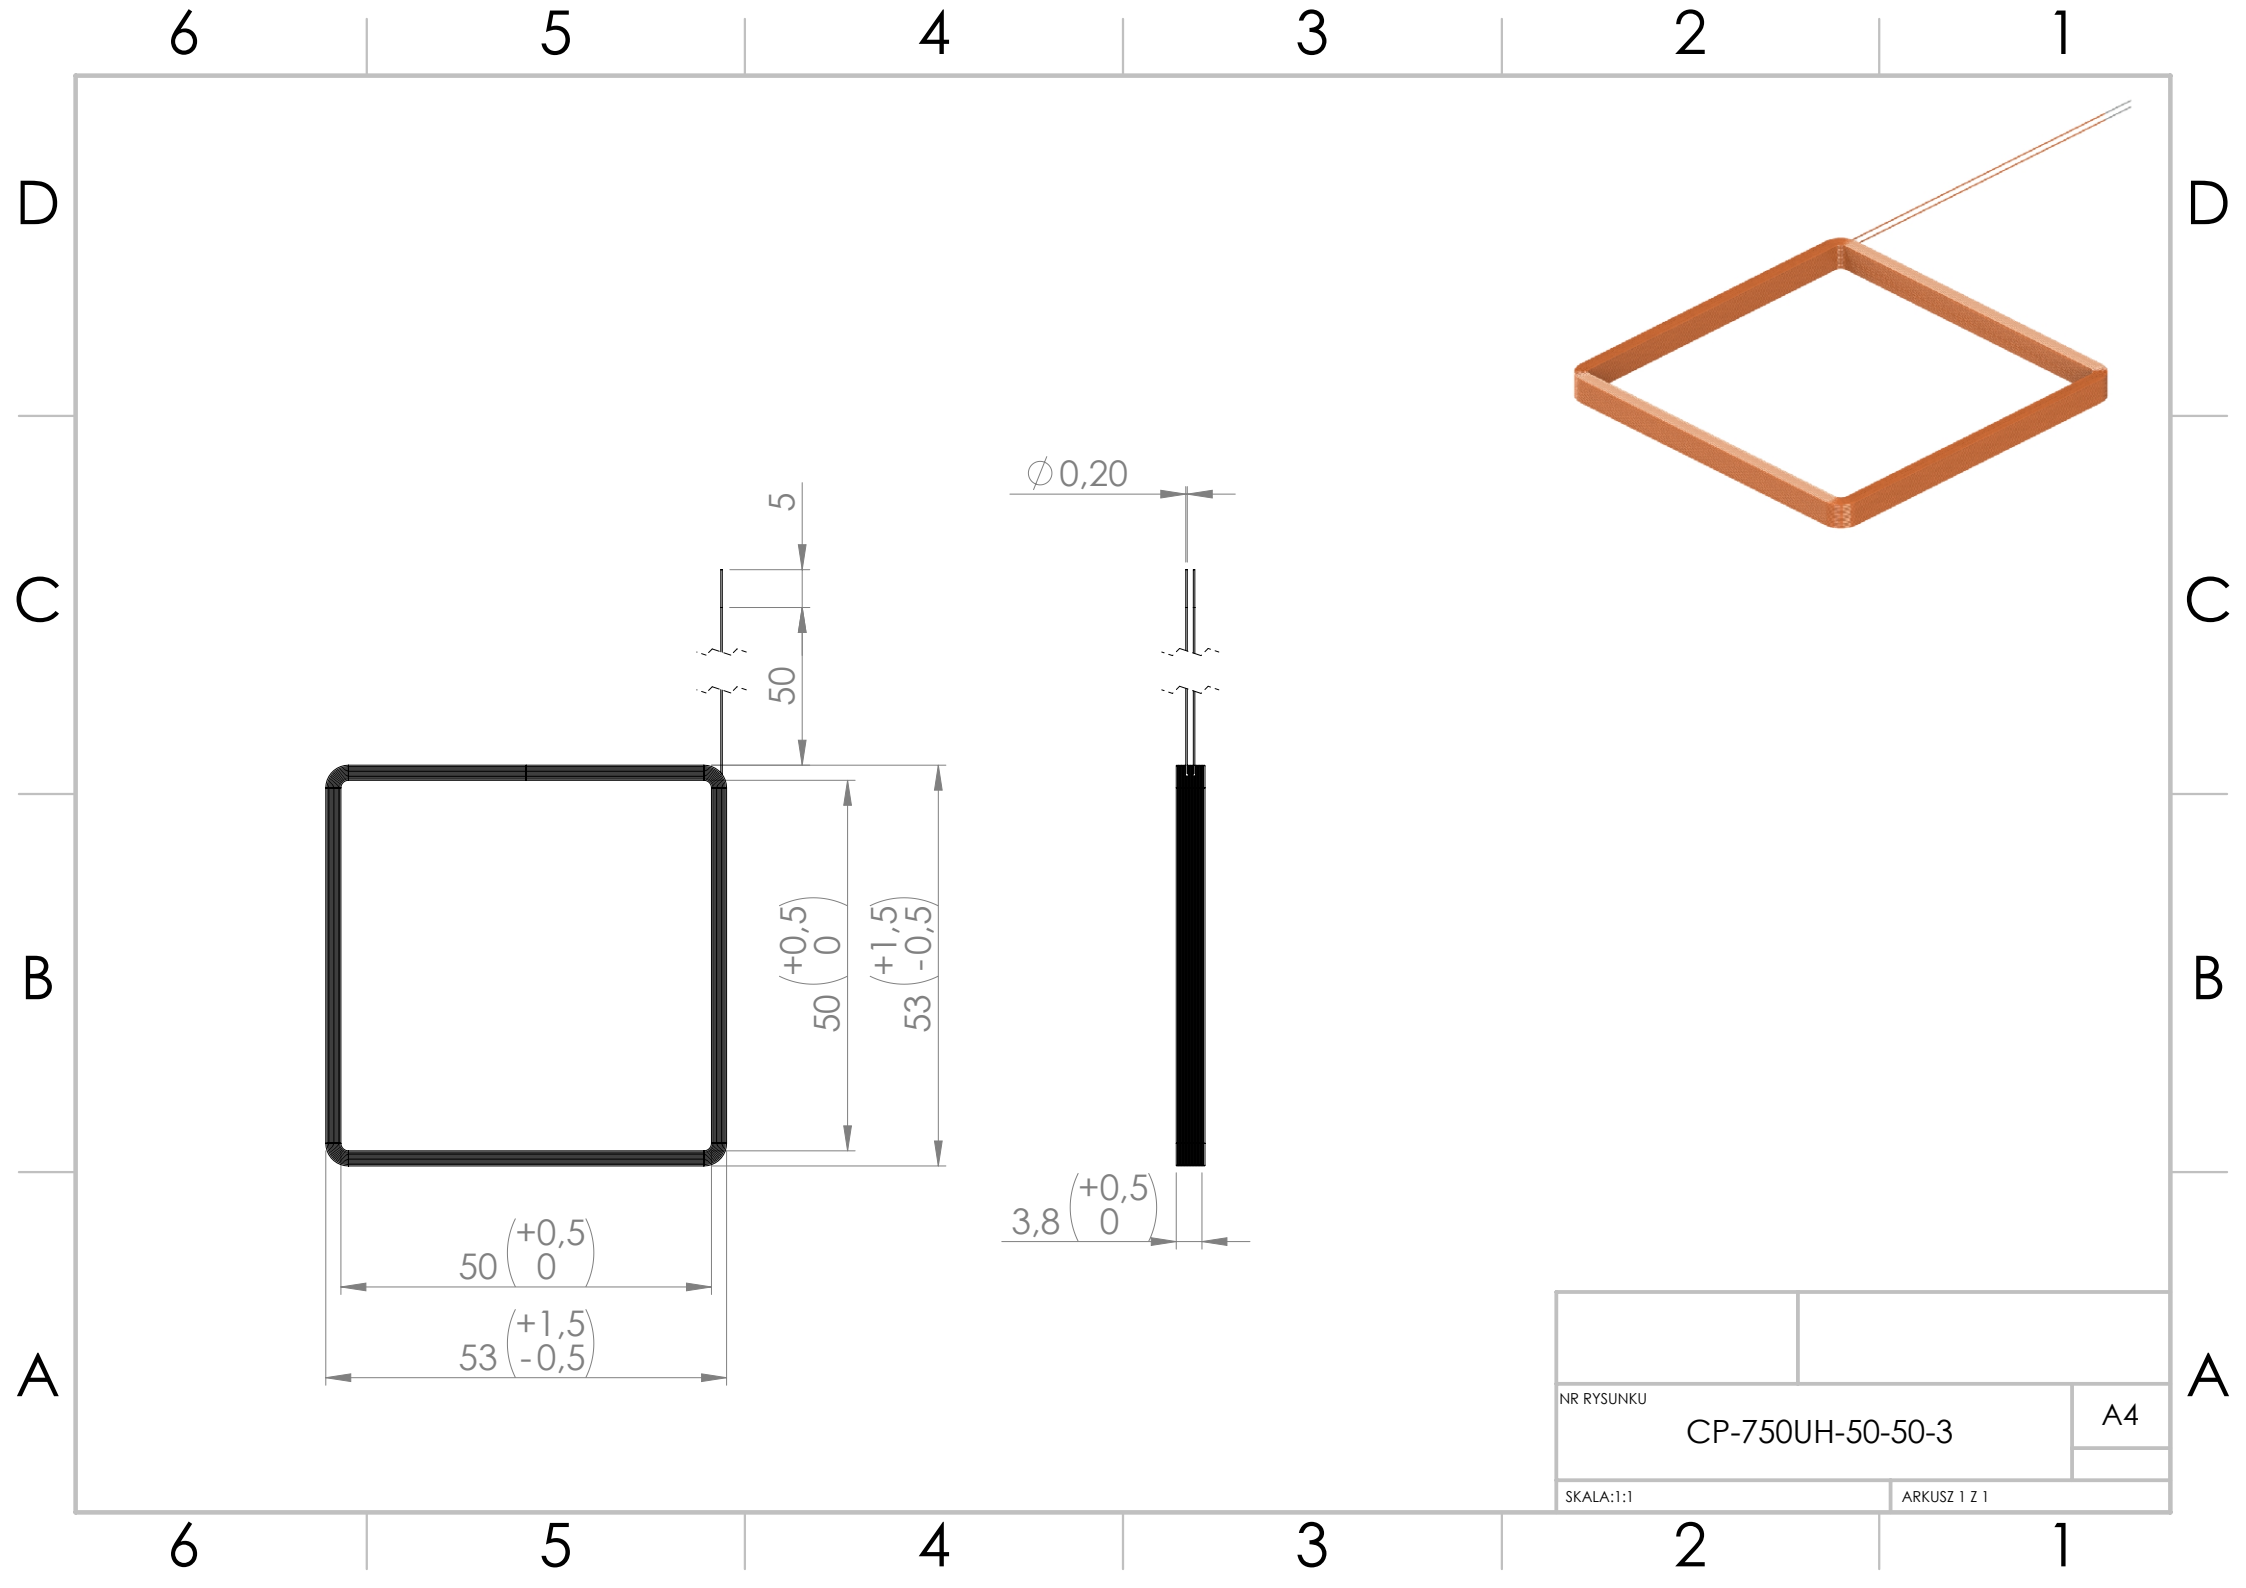 6 5 4 3 2 1
D D
⌀0,20
5
C C
50
50 (+0,5 0)
53 (+1,5 -0,5)
B B
3,8 (+0,5 0)
50 (+0,5 0)
53 (+1,5 -0,5)
A A
NR RYSUNKU
CP-750UH-50-50-3
A4
SKALA:1:1
ARKUSZ 1 Z 1
6 5 4 3 2 1